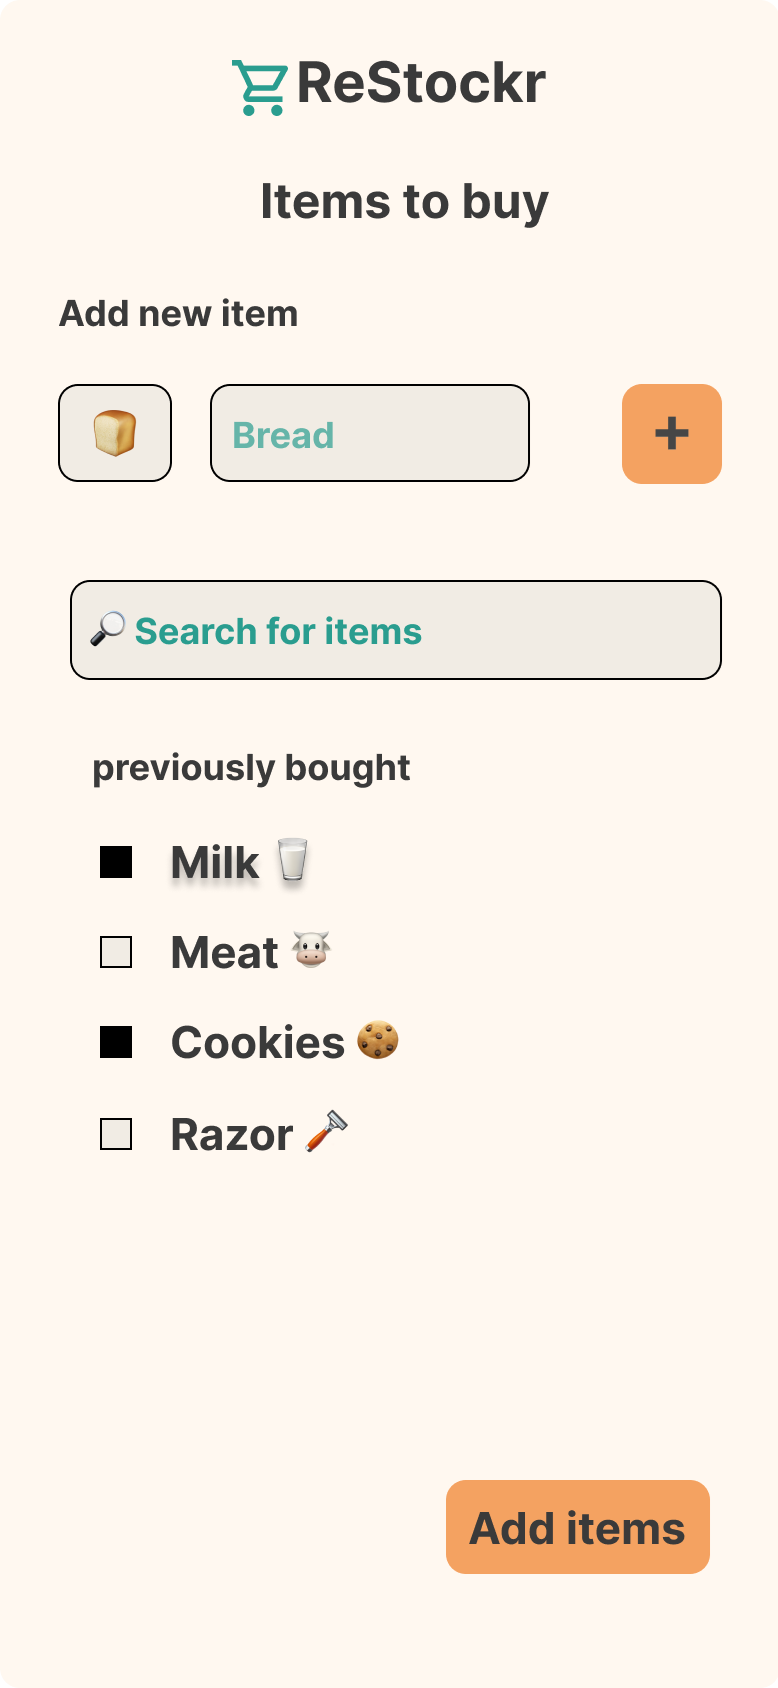 ReStockr
Items to buy
Add new item
Bread
+
Search for items
previously bought
Milk
Meat
Cookies
Razor
Add items